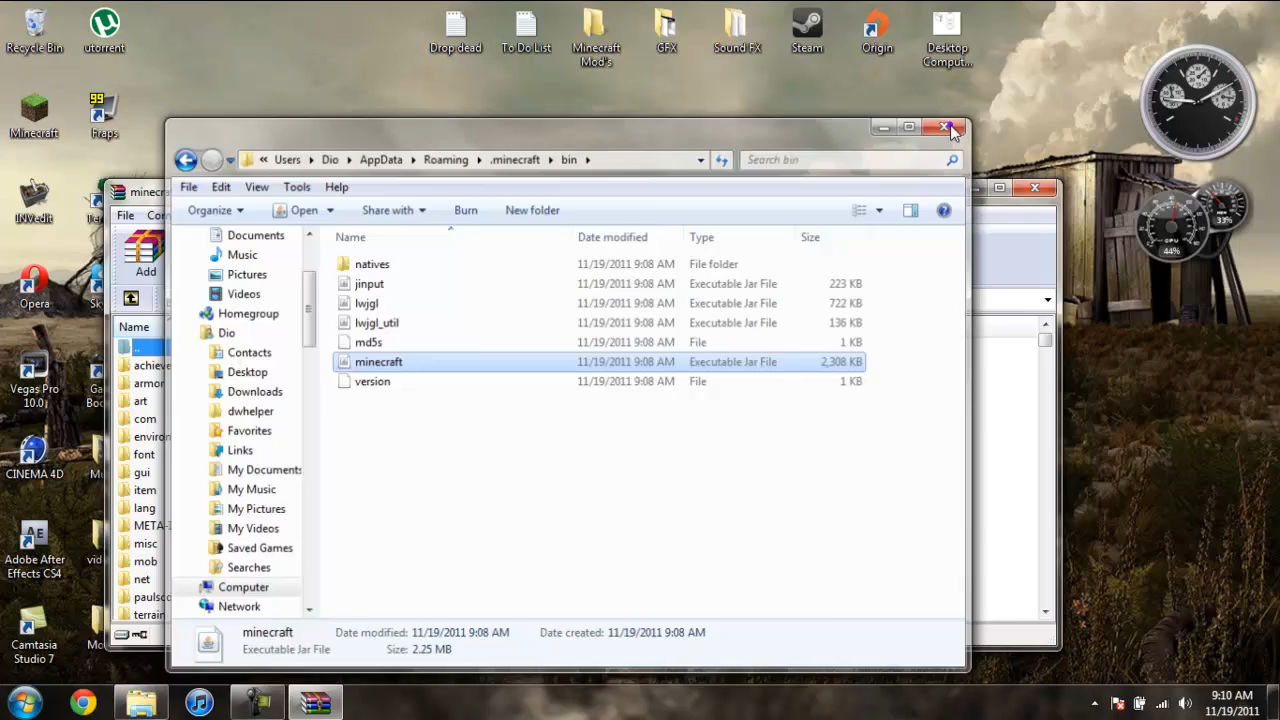 Recycle Bin
utorrent
Drop dead
To Do List
Minecraft
Mod's
GFX
Sound FX
Steam
Origin
Desktop
Comput...
Minecraft
99
Fraps
INVedit
Opera
Vegas Pro
10.0
CINEMA 4D
Adobe After
Effects CS4
Camtasia
Studio 7
« Users Dio AppData Roaming .minecraft bin
Search bin
File Edit View Tools Help
Organize Open Share with Burn New folder
Documents
Music
Pictures
Videos
Homegroup
Dio
Contacts
Desktop
Downloads
dwhelper
Favorites
Links
My Documents
My Music
My Pictures
My Videos
Saved Games
Searches
Computer
Network
Name Date modified Type Size
natives 11/19/2011 9:08 AM File folder
jinput 11/19/2011 9:08 AM Executable Jar File 223 KB
lwjgl 11/19/2011 9:08 AM Executable Jar File 722 KB
lwjgl_util 11/19/2011 9:08 AM Executable Jar File 136 KB
md5s 11/19/2011 9:08 AM File 1 KB
minecraft 11/19/2011 9:08 AM Executable Jar File 2,308 KB
version 11/19/2011 9:08 AM File 1 KB
minecraft Date modified: 11/19/2011 9:08 AM Date created: 11/19/2011 9:08 AM
Executable Jar File Size: 2.25 MB
File
Add
Name
..
art
com
font
gui
item
lang
misc
mob
net
33%
44%
9:10 AM
11/19/2011